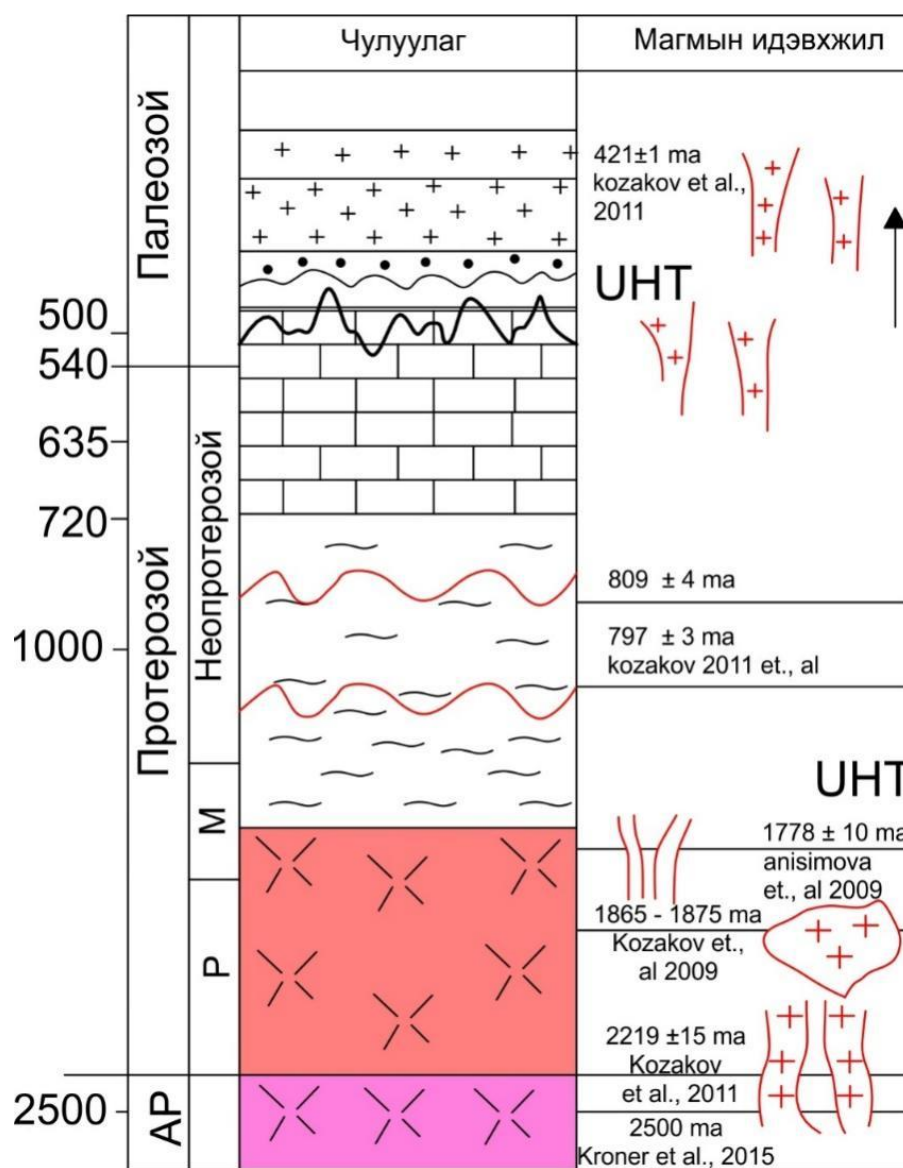 Чулуулаг
Магмын идэвхжил
Палеозой
500
540
635
720
1000
2500
Протерозой
АР
Неопротерозой
М
Р
421±1 ma
kozakov et al.,
2011
UHT
809 ± 4 ma
797 ± 3 ma
kozakov 2011 et., al
UHT
1778 ± 10 ma
anisimova
et., al 2009
1865 - 1875 ma
Kozakov et.,
al 2009
2219 ±15 ma
Kozakov
et al., 2011
2500 ma
Kroner et al., 2015